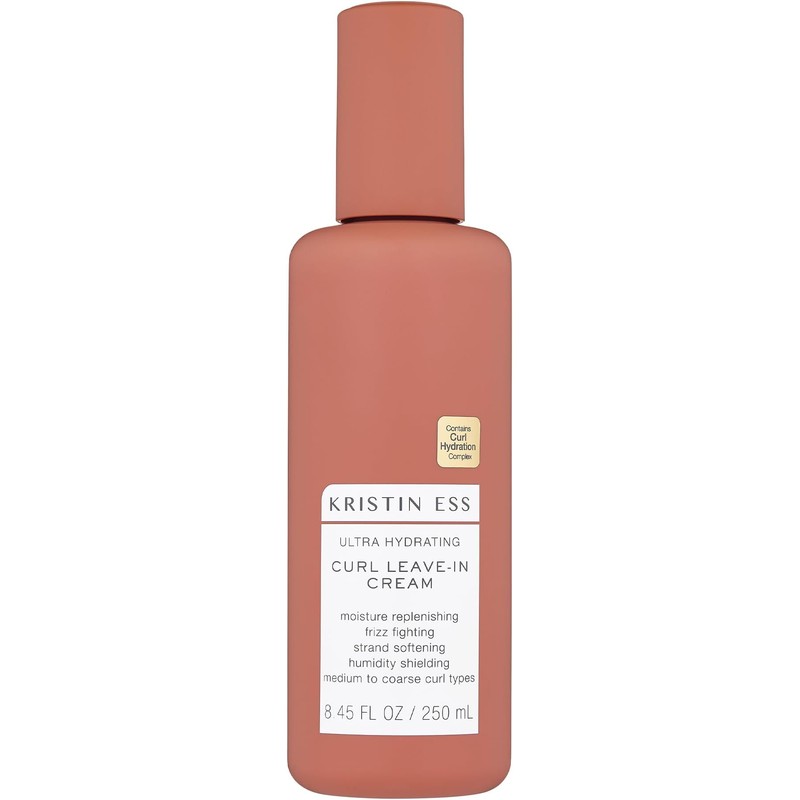 Contains
Curl
Hydration
Complex
KRISTIN ESS
ULTRA HYDRATING
CURL LEAVE-IN
CREAM
moisture replenishing
frizz fighting
strand softening
humidity shielding
medium to coarse curl types
8.45 FL OZ / 250 mL